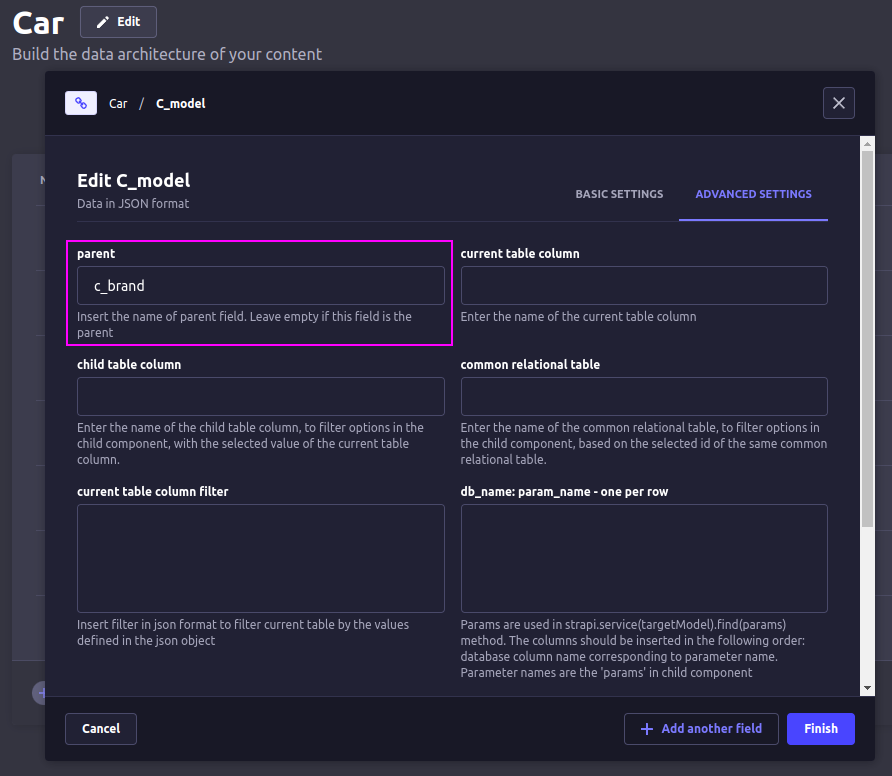 Car
Edit
Build the data architecture of your content
Car / C_model
N
Edit C_model
Data in JSON format
BASIC SETTINGS
ADVANCED SETTINGS
parent
c_brand
Insert the name of parent field. Leave empty if this field is the
parent
current table column
Enter the name of the current table column
child table column
Enter the name of the child table column, to filter options in the
child component, with the selected value of the current table
column.
common relational table
Enter the name of the common relational table, to filter options in
the child component, based on the selected id of the same common
relational table.
current table column filter
Insert filter in json format to filter current table by the values
defined in the json object
db_name: param_name - one per row
Params are used in strapi.service(targetModel).find(params)
method. The columns should be inserted in the following order:
database column name corresponding to parameter name.
Parameter names are the 'params' in child component
Cancel
Add another field
Finish